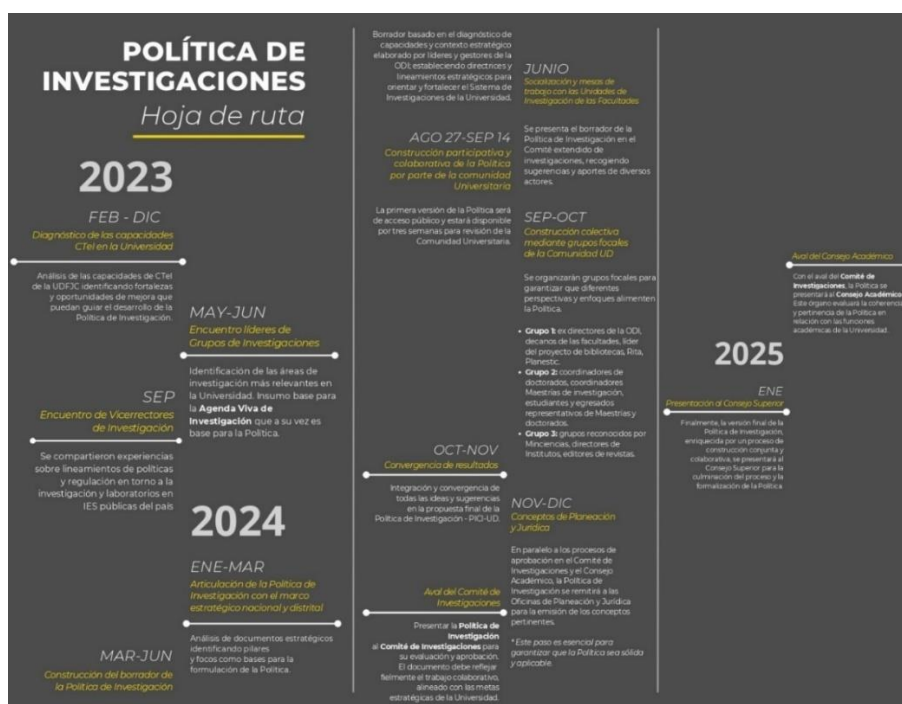 POLÍTICA DE
INVESTIGACIONES
Hoja de ruta
2023
FEB - DIC
Diagnóstico de las capacidades
CTeI en la Universidad
Análisis de las capacidades de CTeI
de la UDFJC identificando fortalezas
y oportunidades de mejora que
puedan guiar el desarrollo de la
Política de Investigación.
MAY-JUN
Encuentro líderes de
Grupos de Investigaciones
Identificación de las áreas de
investigación más relevantes en
la Universidad. Insumo base para
la Agenda Viva de
Investigación que a su vez es
base para la Política.
SEP
Encuentro de Vicerrectores
de Investigación
Se compartieron experiencias
sobre lineamientos de políticas
y regulación en torno a la
investigación y laboratorios en
IES públicas del país
2024
ENE-MAR
Articulación de la Política de
Investigación con el marco
estratégico nacional y distrital
Análisis de documentos estratégicos
identificando pilares
y focos como bases para la
formulación de la Política.
MAR-JUN
Construcción del borrador de
la Política de Investigación
Borrador basado en el diagnóstico de
capacidades y contexto estratégico
elaborado por líderes y gestores de la
ODI; estableciendo directrices y
lineamientos estratégicos para
orientar y fortalecer el Sistema de
Investigaciones de la Universidad.
JUNIO
Socialización y mesas de
trabajo con las Unidades de
Investigación de las Facultades
Se presenta el borrador de la
Política de Investigación en el
Comité extendido de
investigaciones, recogiendo
sugerencias y aportes de diversos
actores.
AGO 27-SEP 14
Construcción participativa y
colaborativa de la Política
por parte de la comunidad
Universitaria
La primera versión de la Política será
de acceso público y estará disponible
por tres semanas para revisión de la
Comunidad Universitaria.
SEP-OCT
Construcción colectiva
mediante grupos focales
de la Comunidad UD
Se organizarán grupos focales para
garantizar que diferentes
perspectivas y enfoques alimenten
la Política.
• Grupo 1: ex directores de la ODI,
decanos de las facultades, líder
del proyecto de bibliotecas, Rita,
Planestic.
• Grupo 2: coordinadores de
doctorados, coordinadores
Maestrías de investigación,
estudiantes y egresados
representativos de Maestrías y
doctorados.
• Grupo 3: grupos reconocidos por
Minciencias, directores de
Institutos, editores de revistas.
OCT-NOV
Convergencia de resultados
Integración y convergencia de
todas las ideas y sugerencias
en la propuesta final de la
Política de Investigación - PICI-UD.
NOV-DIC
Conceptos de Planeación
y Jurídica
En paralelo a los procesos de
aprobación en el Comité de
Investigaciones y el Consejo
Académico, la Política de
Investigación se remitirá a las
Oficinas de Planeación y Jurídica
para la emisión de los conceptos
pertinentes.
* Este paso es esencial para
garantizar que la Política sea sólida
y aplicable.
Aval del Comité de
Investigaciones
Presentar la Política de
Investigación
al Comité de Investigaciones para
su evaluación y aprobación.
El documento debe reflejar
fielmente el trabajo colaborativo,
alineado con las metas
estratégicas de la Universidad.
Aval del Consejo Académico
Con el aval del Comité de
Investigaciones, la Política se
presentará al Consejo Académico.
Este órgano evaluará la coherencia
y pertinencia de la Política en
relación con las funciones
académicas de la Universidad.
2025
ENE
Presentación al Consejo Superior
Finalmente, la versión final de la
Política de Investigación,
enriquecida por un proceso de
construcción conjunta y
colaborativa, se presentará al
Consejo Superior para la
culminación del proceso y la
formalización de la Política.